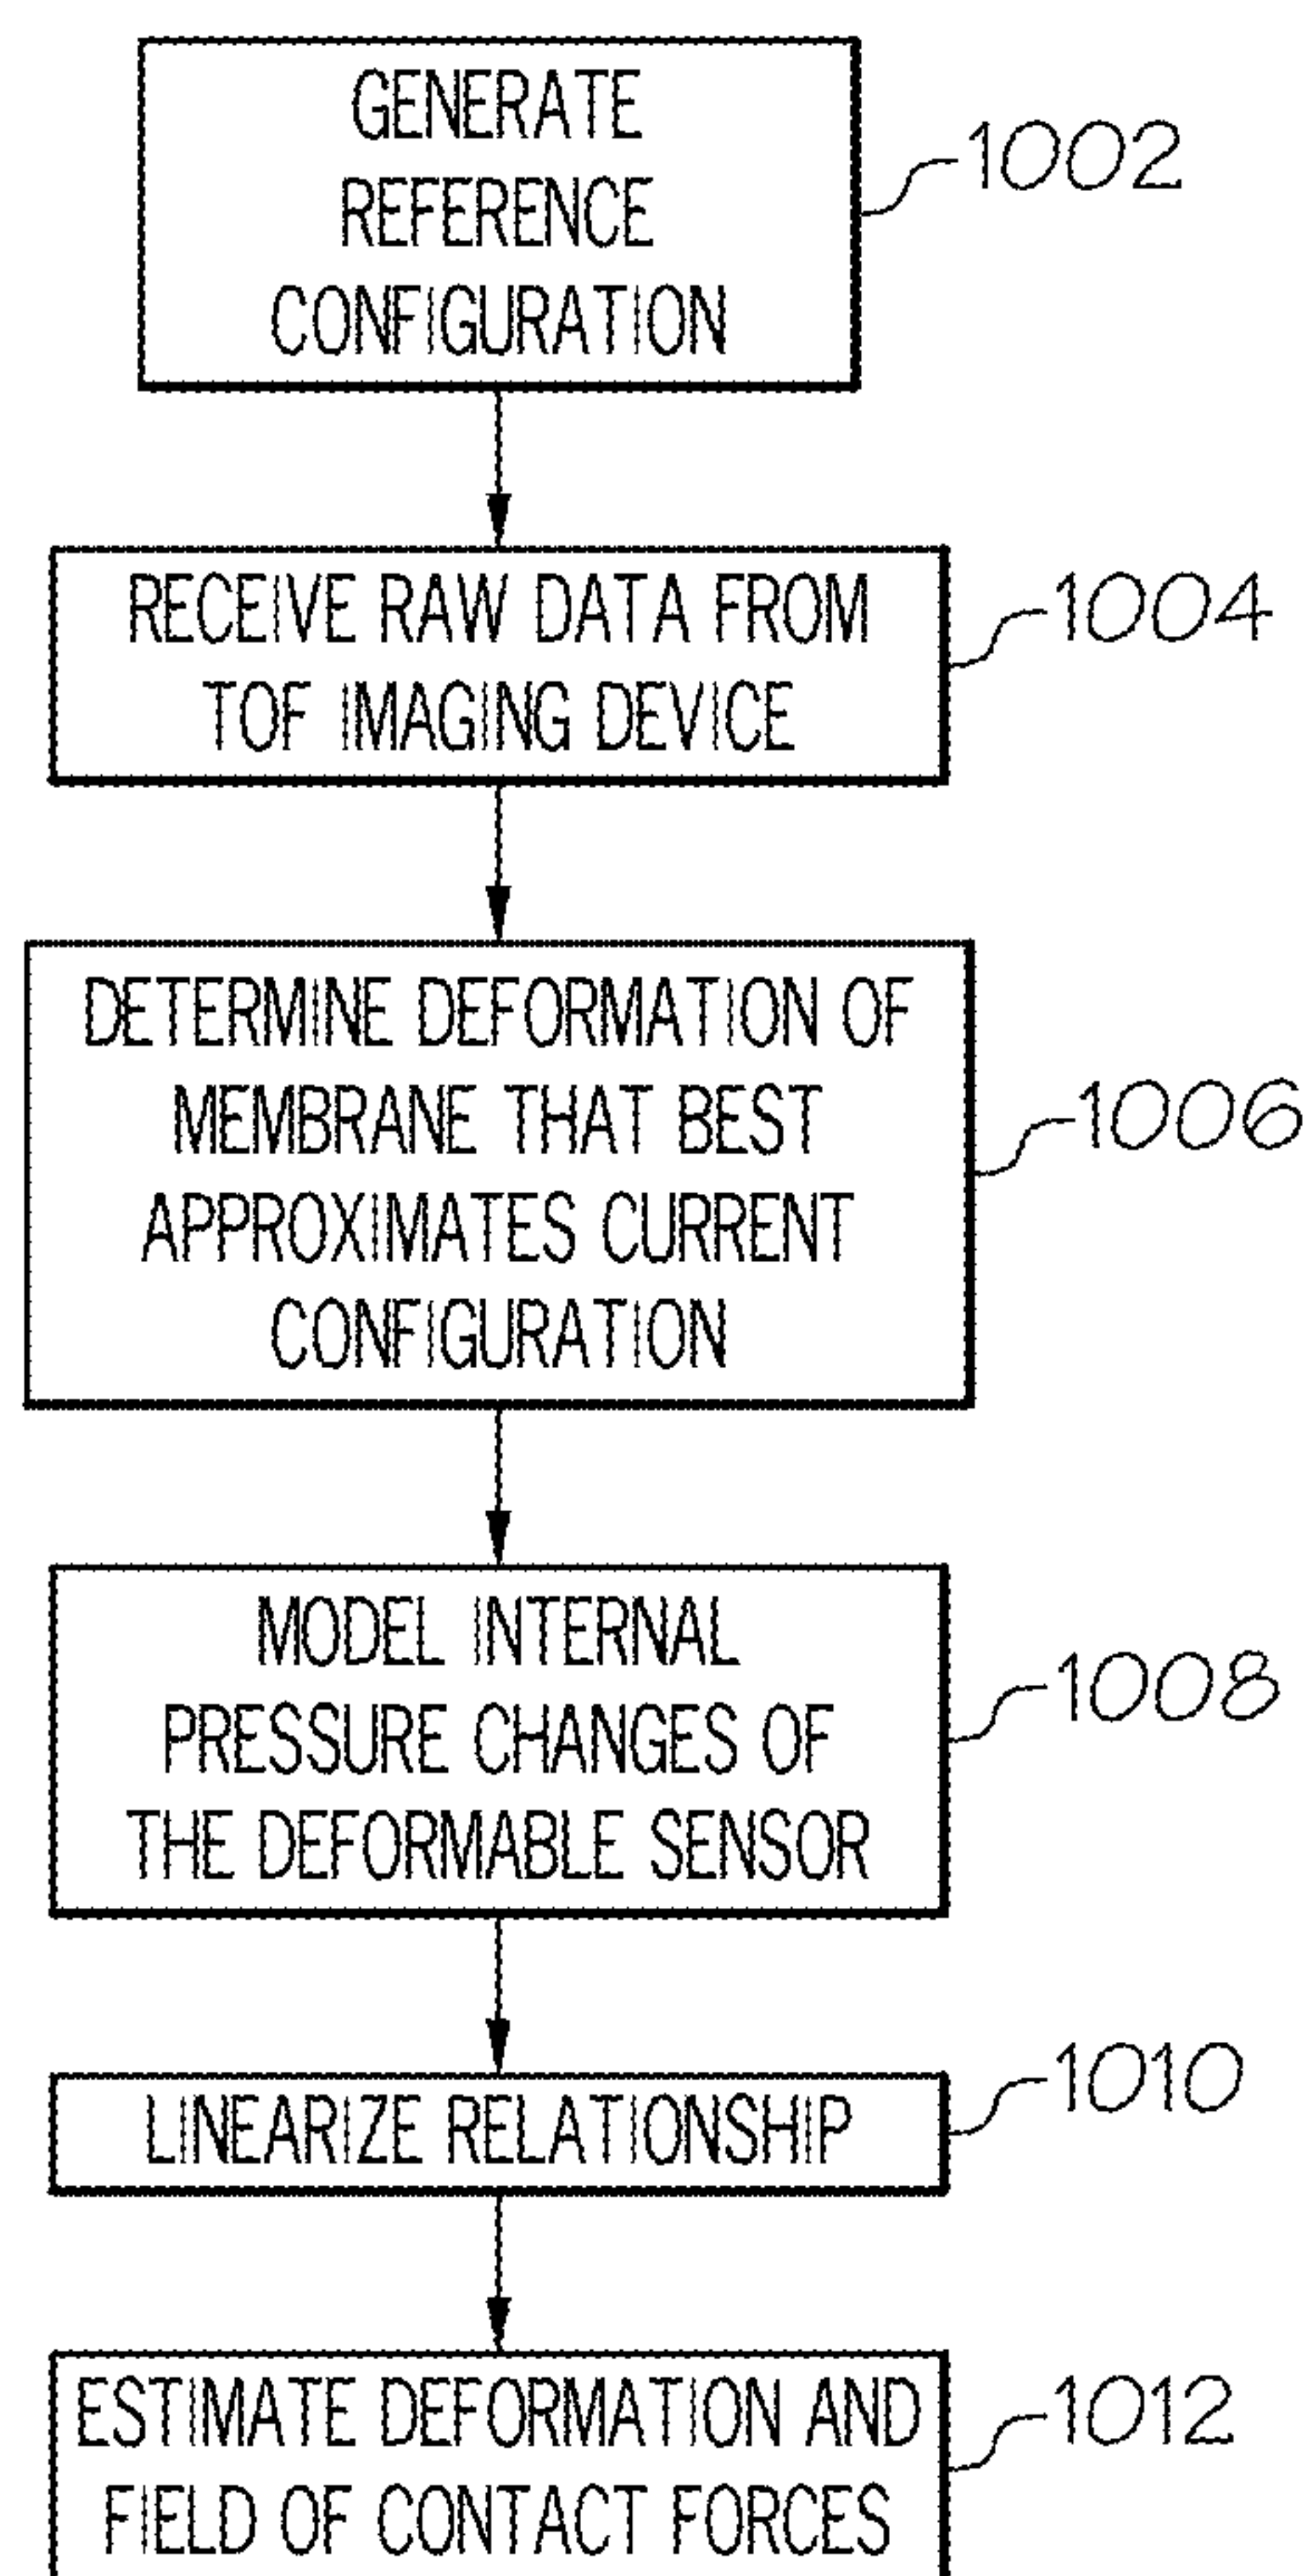 GENERATE
REFERENCE
CONFIGURATION
1002
RECEIVE RAW DATA FROM
TOF IMAGING DEVICE
1004
DETERMINE DEFORMATION OF
MEMBRANE THAT BEST
APPROXIMATES CURRENT
CONFIGURATION
1006
MODEL INTERNAL
PRESSURE CHANGES OF
THE DEFORMABLE SENSOR
1008
LINEARIZE RELATIONSHIP
1010
ESTIMATE DEFORMATION AND
FIELD OF CONTACT FORCES
1012